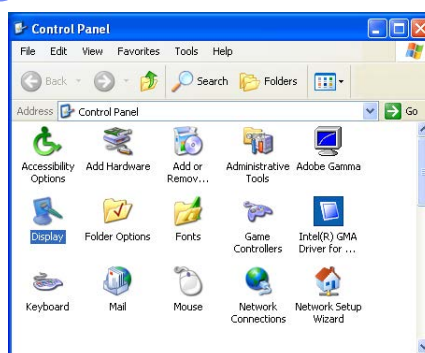 Control Panel
File Edit View Favorites Tools Help
Back Search Folders
Address Control Panel Go
Accessibility Options
Add Hardware
Add or Remov...
Administrative Tools
Adobe Gamma
Display
Folder Options
Fonts
Game Controllers
Intel(R) GMA Driver for ...
Keyboard
Mail
Mouse
Network Connections
Network Setup Wizard